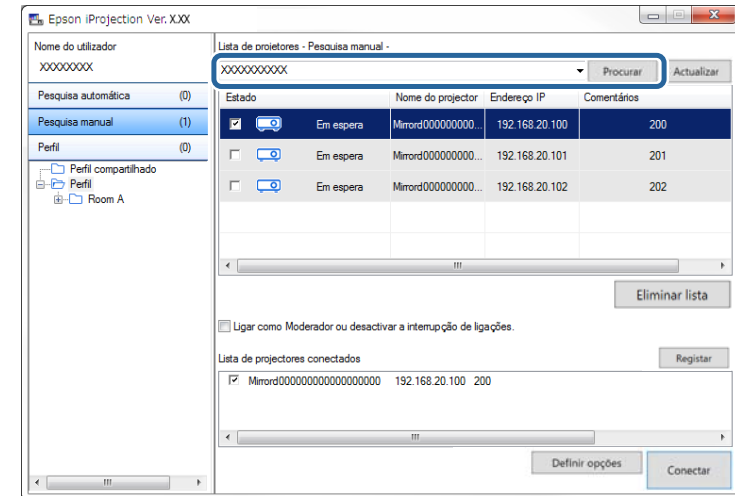 Epson iProjection Ver. X.XX
Nome do utilizador
XXXXXXXX
Pesquisa automática (0)
Pesquisa manual (1)
Perfil (0)
Perfil compartilhado
Perfil
Room A
Lista de projetores - Pesquisa manual -
XXXXXXXXXX Procurar Actualizar
Estado Nome do projector Endereço IP Comentários
Em espera Mirrord000000000... 192.168.20.100 200
Em espera Mirrord000000000... 192.168.20.101 201
Em espera Mirrord000000000... 192.168.20.102 202
Eliminar lista
Ligar como Moderador ou desactivar a interrupção de ligações.
Lista de projectores conectados Registar
Mirrord000000000000000000 192.168.20.100 200
Definir opções Conectar